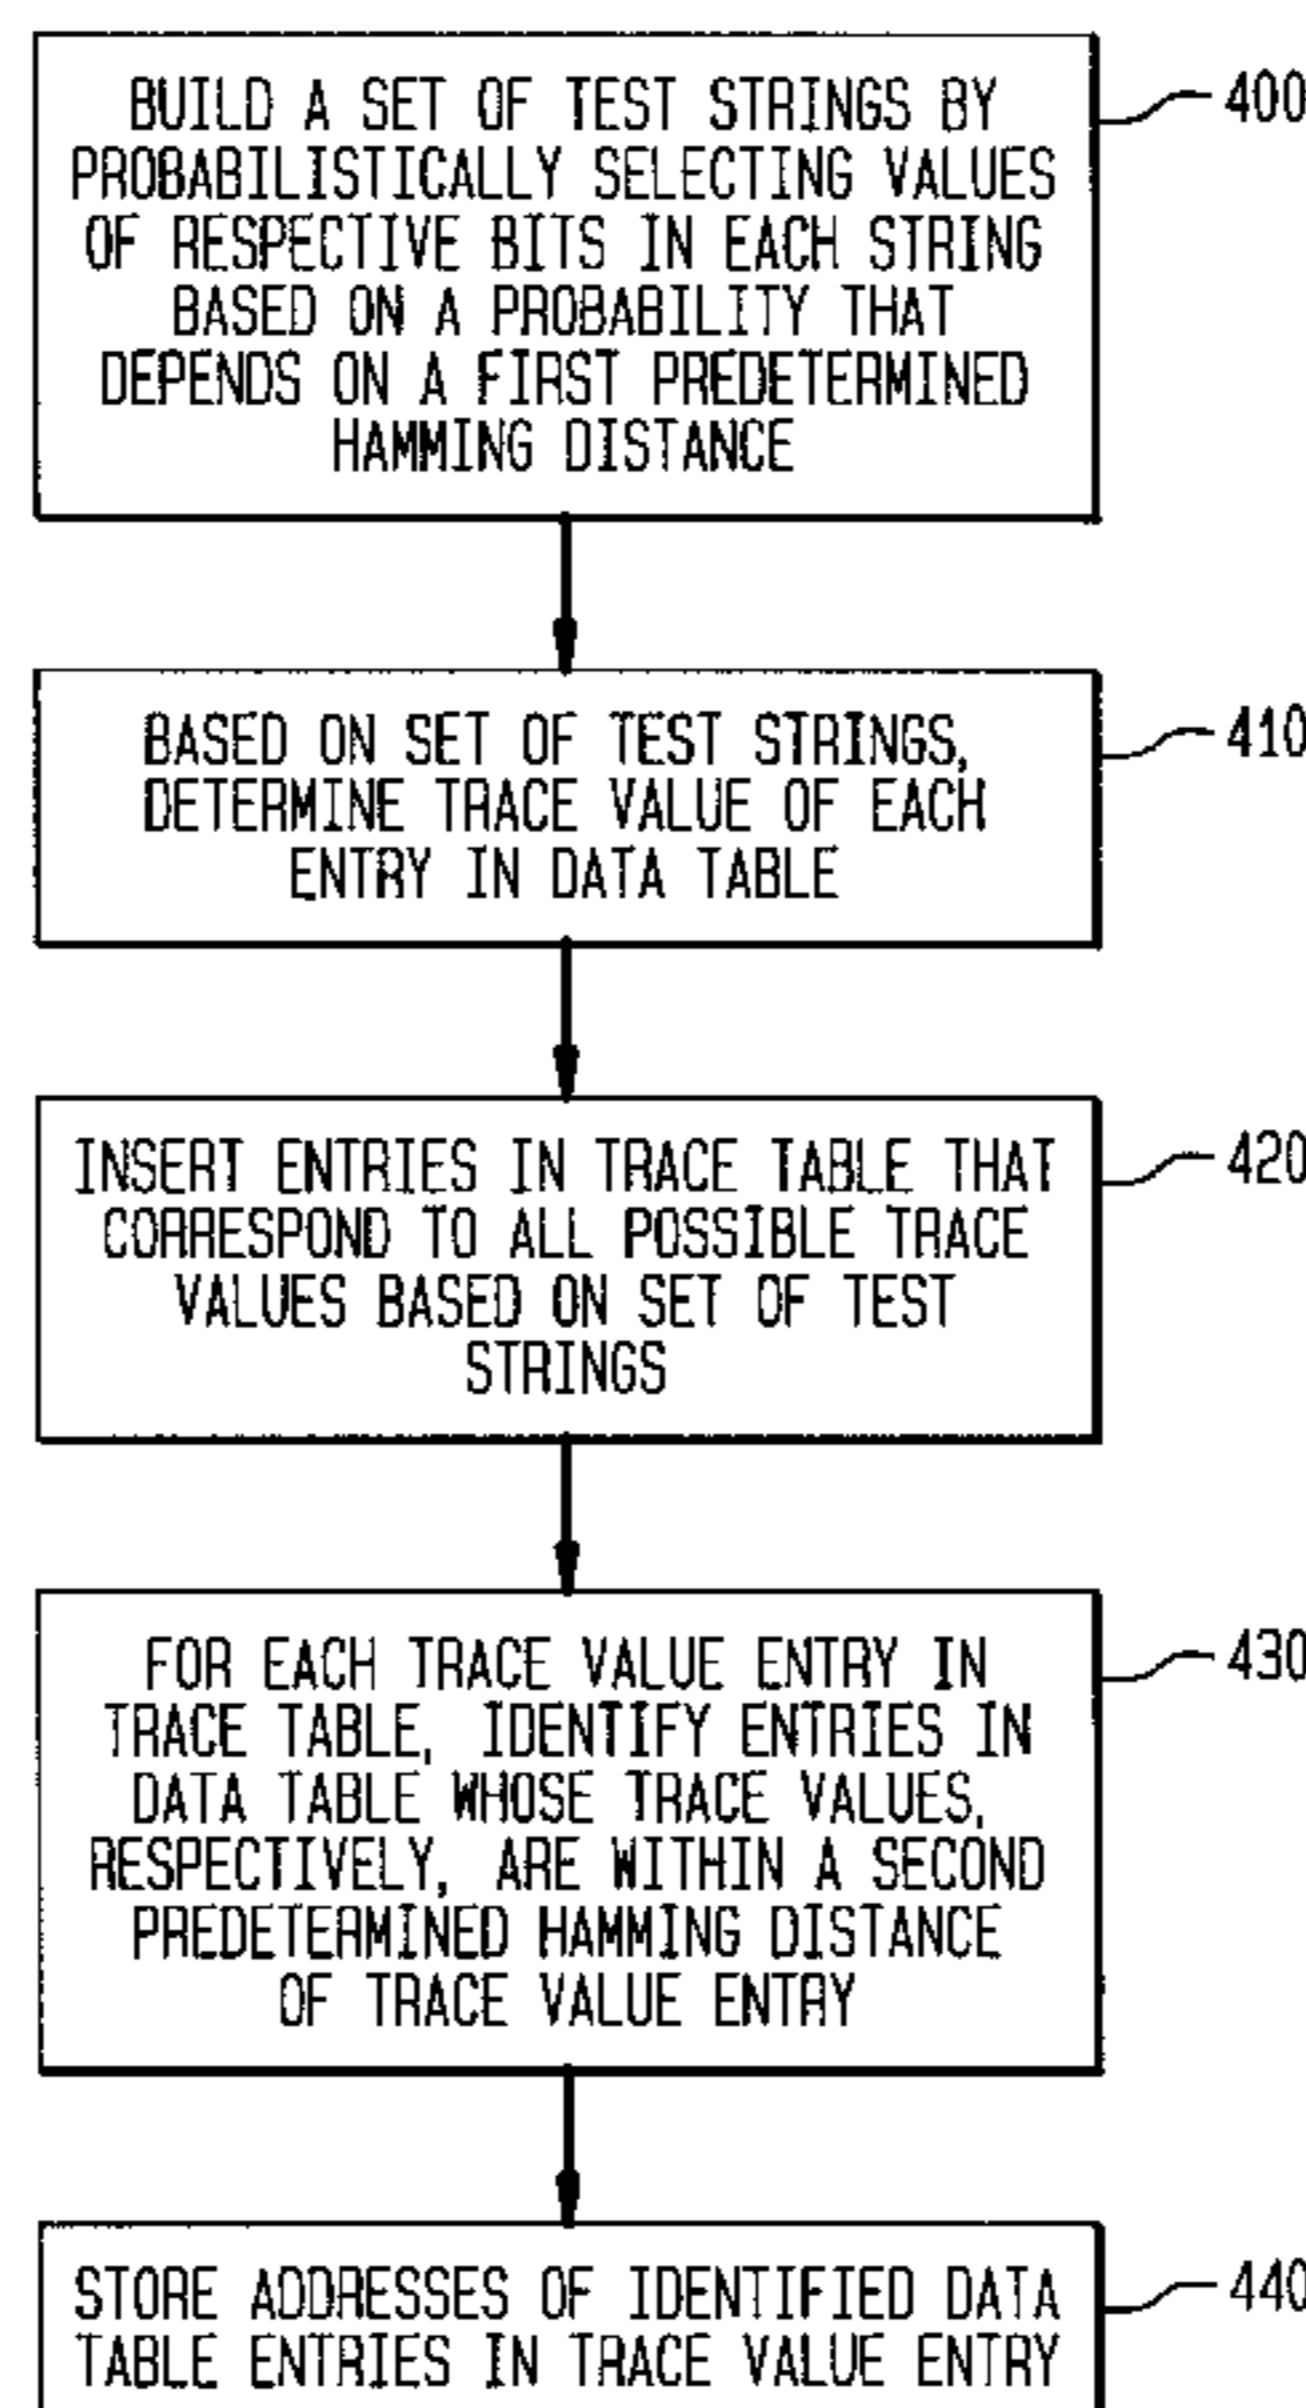 BUILD A SET OF TEST STRINGS BY
PROBABILISTICALLY SELECTING VALUES
OF RESPECTIVE BITS IN EACH STRING
BASED ON A PROBABILITY THAT
DEPENDS ON A FIRST PREDETERMINED
HAMMING DISTANCE
400
BASED ON SET OF TEST STRINGS,
DETERMINE TRACE VALUE OF EACH
ENTRY IN DATA TABLE
410
INSERT ENTRIES IN TRACE TABLE THAT
CORRESPOND TO ALL POSSIBLE TRACE
VALUES BASED ON SET OF TEST
STRINGS
420
FOR EACH TRACE VALUE ENTRY IN
TRACE TABLE, IDENTIFY ENTRIES IN
DATA TABLE WHOSE TRACE VALUES,
RESPECTIVELY, ARE WITHIN A SECOND
PREDETERMINED HAMMING DISTANCE
OF TRACE VALUE ENTRY
430
STORE ADDRESSES OF IDENTIFIED DATA
TABLE ENTRIES IN TRACE VALUE ENTRY
440